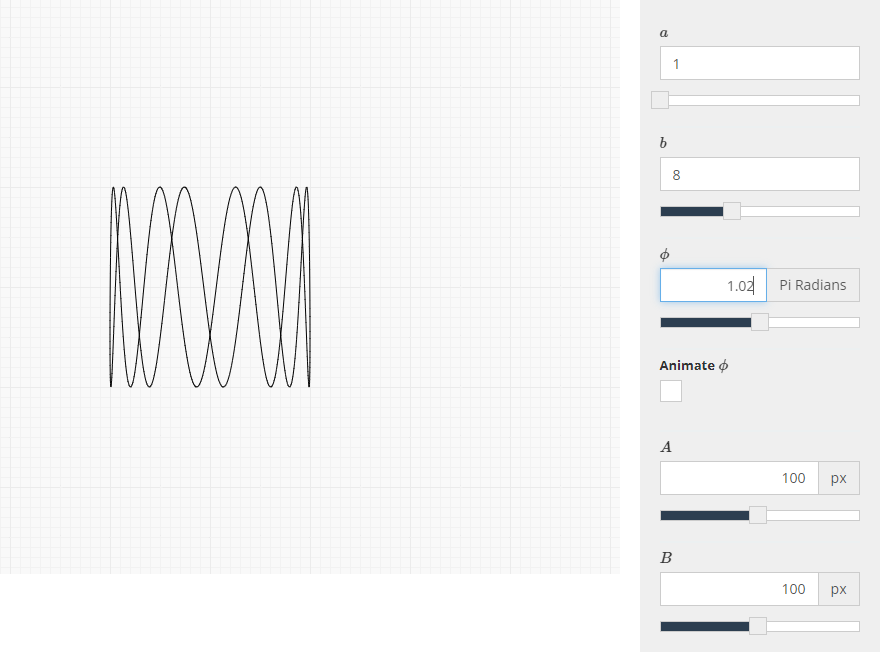 a
1
b
8
ϕ
1.02 Pi Radians
Animate ϕ
A
100 px
B
100 px